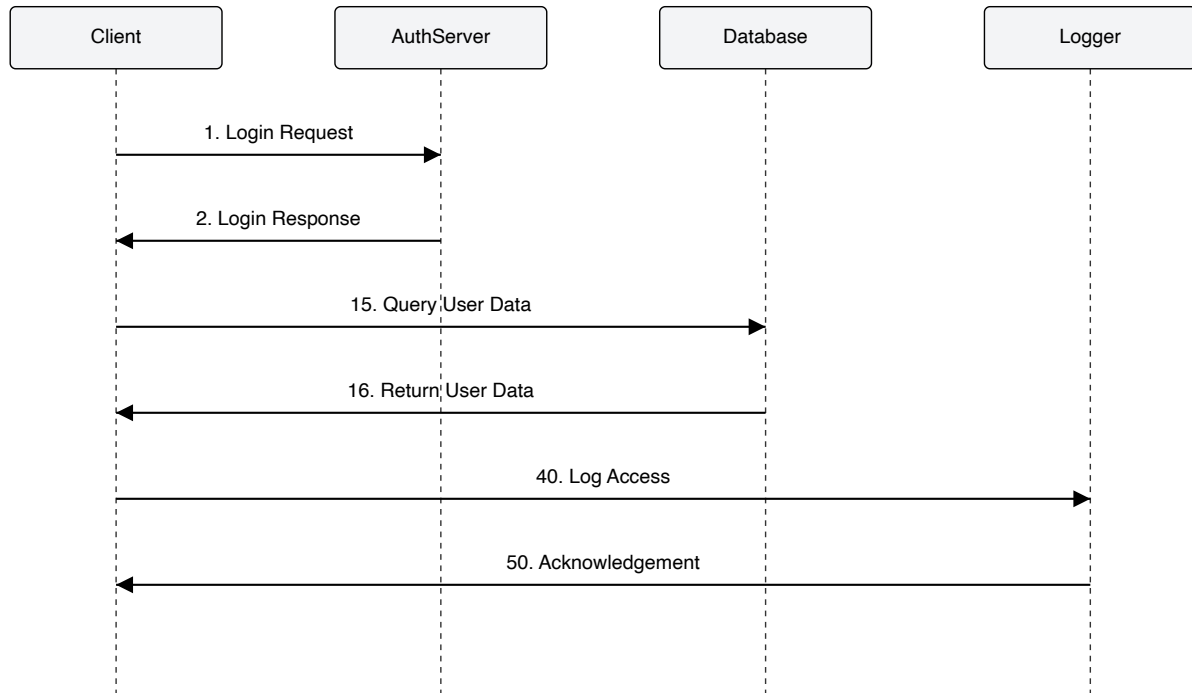 Client
AuthServer
Database
Logger
1. Login Request
2. Login Response
15. Query User Data
16. Return User Data
40. Log Access
50. Acknowledgement